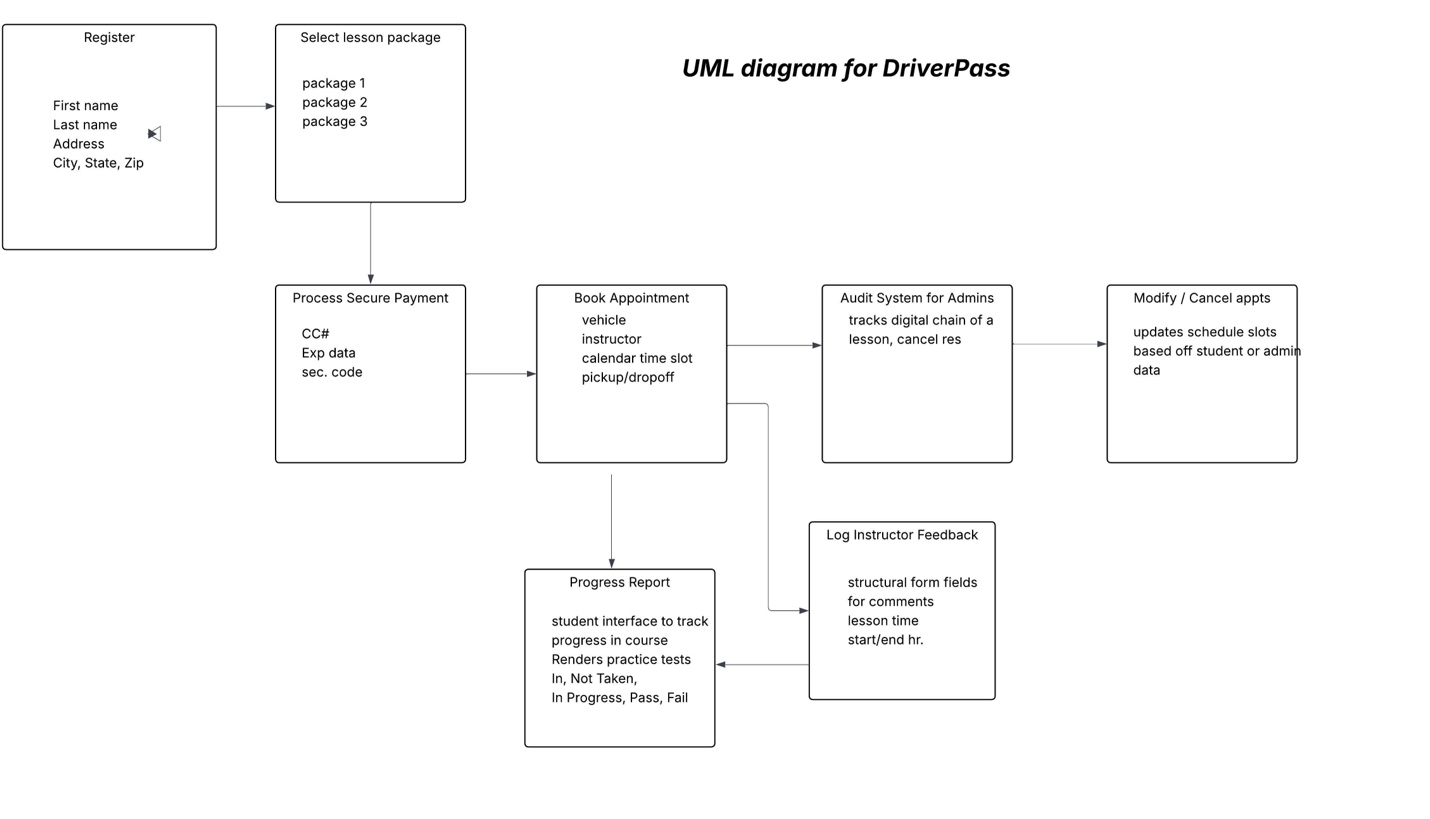 UML diagram for DriverPass
Register
First name
Last name
Address
City, State, Zip
Select lesson package
package 1
package 2
package 3
Process Secure Payment
CC#
Exp data
sec. code
Book Appointment
vehicle
instructor
calendar time slot
pickup/dropoff
Audit System for Admins
tracks digital chain of a
lesson, cancel res
Modify / Cancel appts
updates schedule slots
based off student or admin
data
Log Instructor Feedback
structural form fields
for comments
lesson time
start/end hr.
Progress Report
student interface to track
progress in course
Renders practice tests
In, Not Taken,
In Progress, Pass, Fail